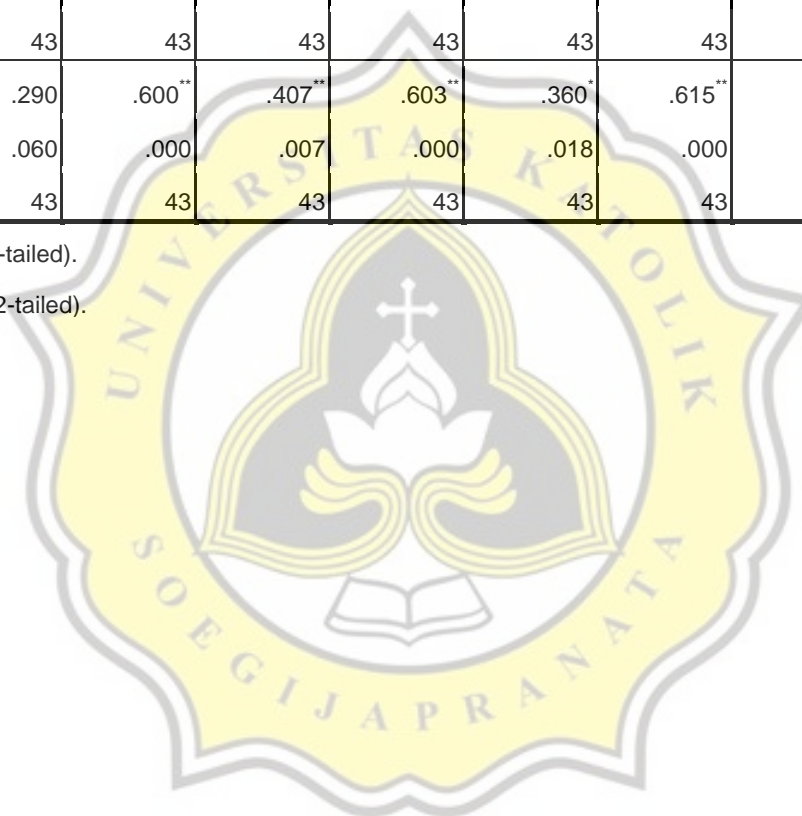 43 43 43 43 43 43
.290 .600** .407** .603** .360* .615**
.060 .000 .007 .000 .018 .000
43 43 43 43 43 43
-tailed).
2-tailed).
UNIVERSITAS KATOLIK
SOEGIJAPRANATA